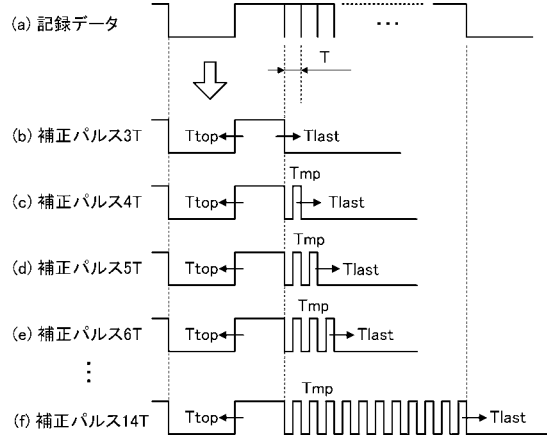 (a) 記録データ
...
T
(b) 補正パルス3T
Ttop
Tlast
Tmp
(c) 補正パルス4T
Ttop
Tlast
Tmp
(d) 補正パルス5T
Ttop
Tlast
Tmp
(e) 補正パルス6T
Ttop
Tlast
⋮
Tmp
(f) 補正パルス14T
Ttop
Tlast